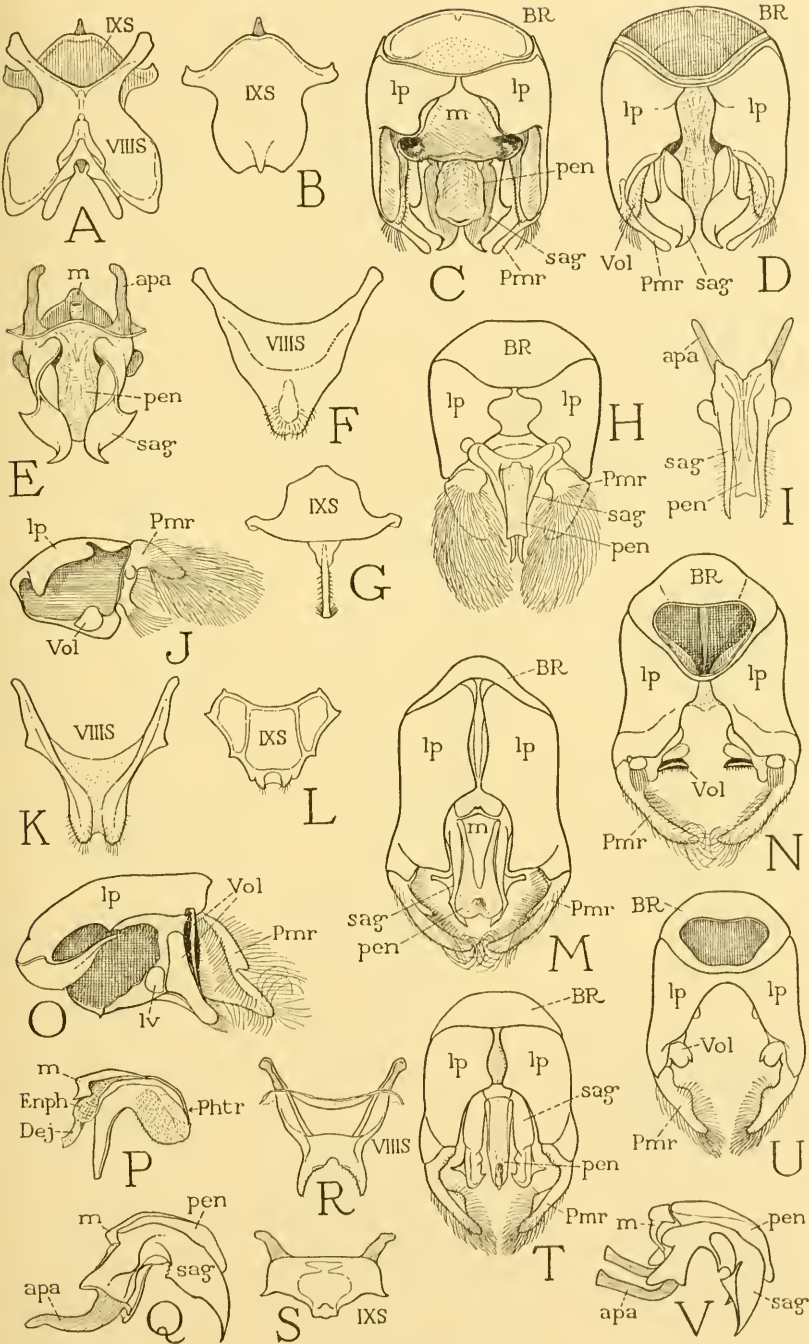 IXS
VIIIS
A
IXS
B
BR
lp
lp
m
pen
sag
Pmr
C
BR
lp
lp
Vol
Pmr
sag
D
m
apa
pen
sag
E
VIIIS
F
IXS
G
BR
lp
lp
Pmr
sag
pen
H
apa
sag
pen
I
lp
Pmr
Vol
J
VIIIS
K
IXS
L
BR
lp
lp
m
sag
pen
Pmr
M
BR
lp
lp
Vol
Pmr
N
lp
Vol
Pmr
lv
O
m
Enph
Dej
Phtr
P
m
pen
apa
sag
Q
VIIIS
R
IXS
S
BR
lp
lp
sag
pen
Pmr
T
BR
lp
lp
Vol
Pmr
U
m
pen
apa
sag
V